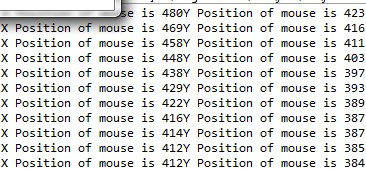 Position of mouse is 480Y Position of mouse is 423
X Position of mouse is 469Y Position of mouse is 416
X Position of mouse is 458Y Position of mouse is 411
X Position of mouse is 448Y Position of mouse is 403
X Position of mouse is 438Y Position of mouse is 397
X Position of mouse is 429Y Position of mouse is 393
X Position of mouse is 422Y Position of mouse is 389
X Position of mouse is 416Y Position of mouse is 387
X Position of mouse is 414Y Position of mouse is 387
X Position of mouse is 412Y Position of mouse is 385
X Position of mouse is 412Y Position of mouse is 384